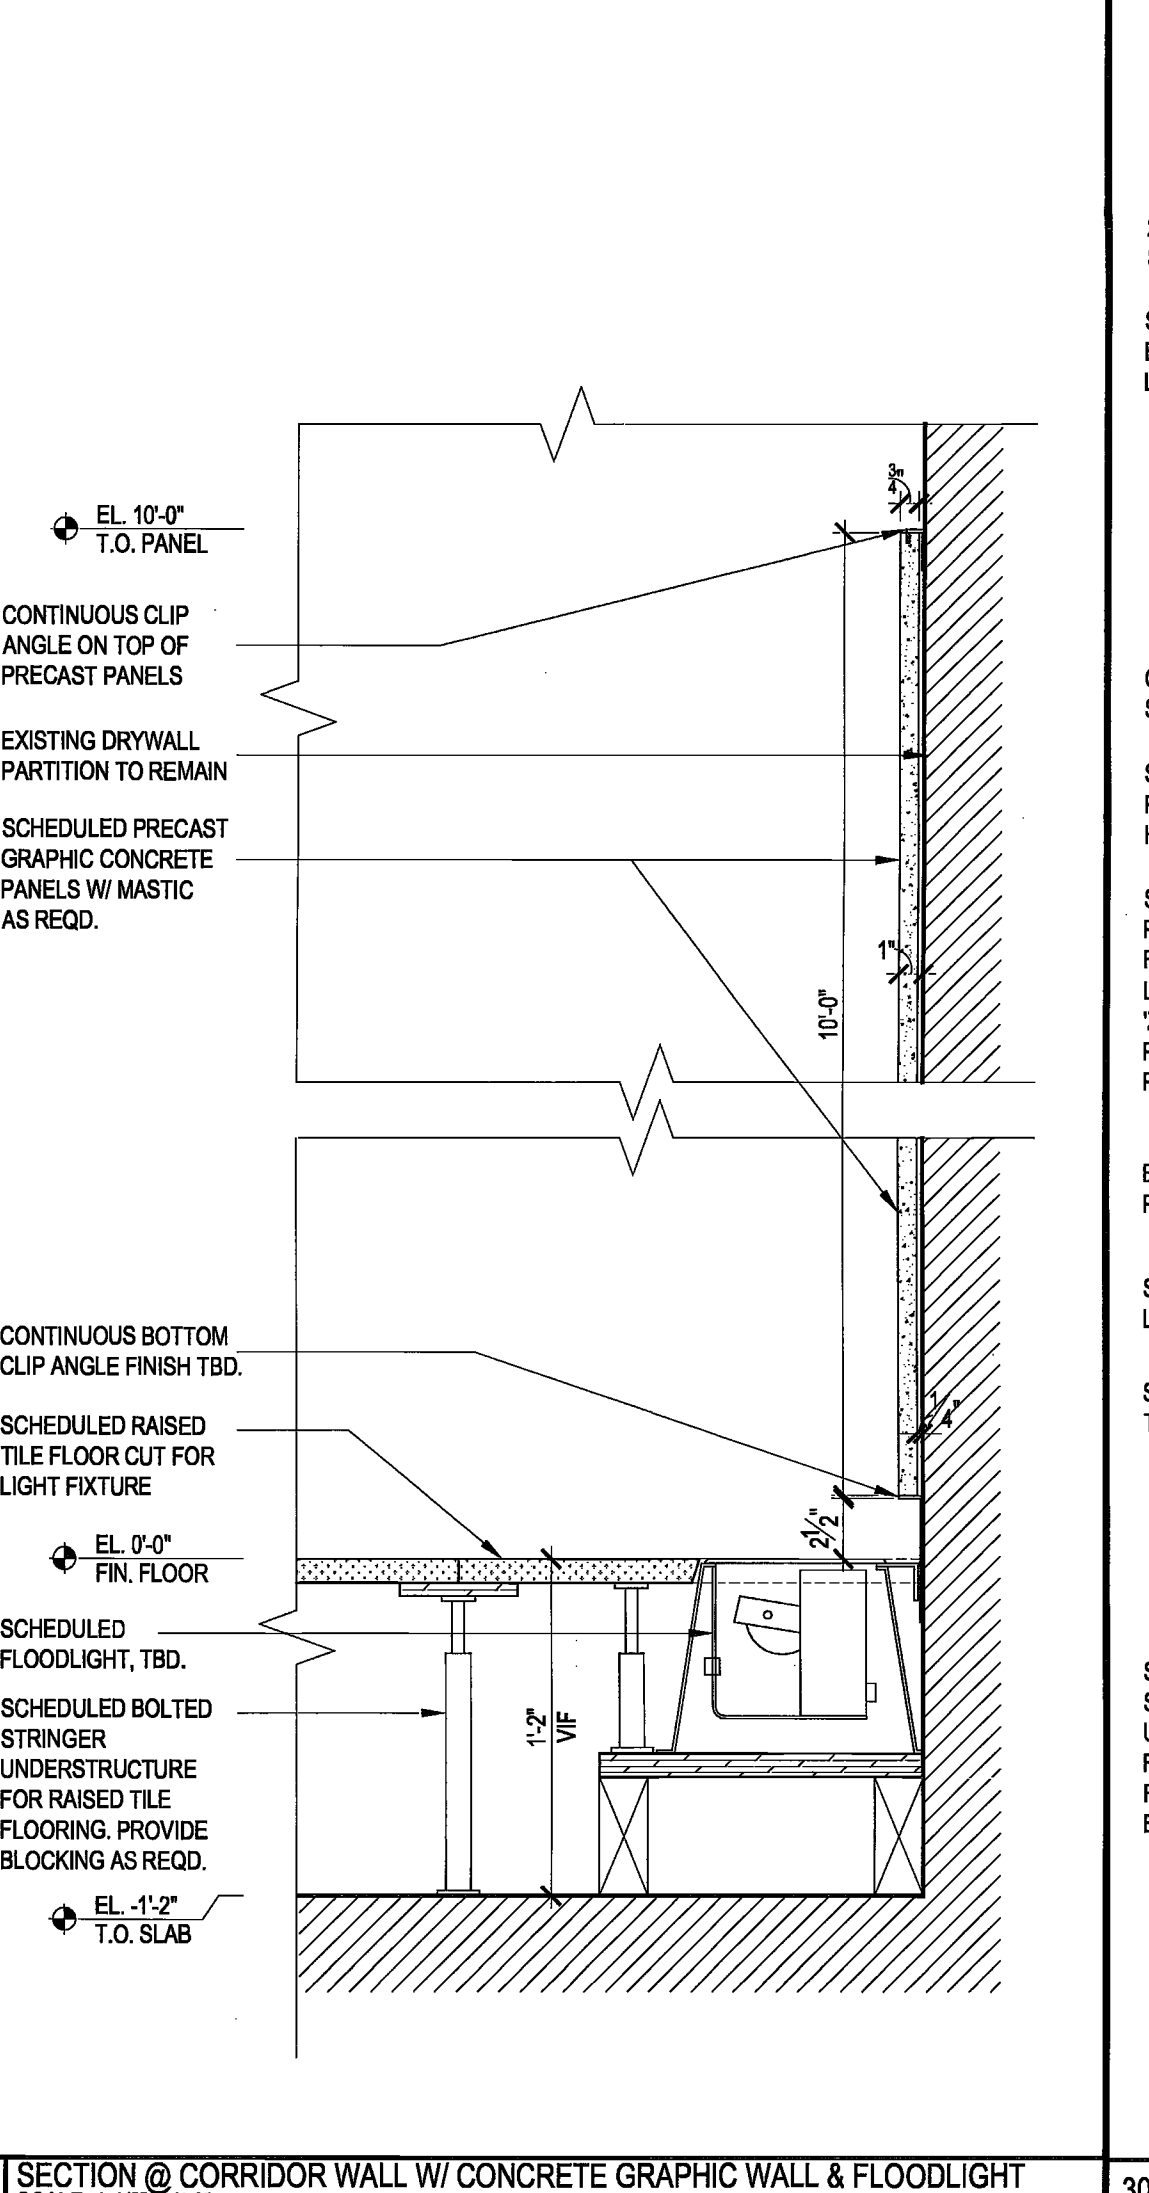 EL. 10'-0"
T.O. PANEL
CONTINUOUS CLIP
ANGLE ON TOP OF
PRECAST PANELS
EXISTING DRYWALL
PARTITION TO REMAIN
SCHEDULED PRECAST
GRAPHIC CONCRETE
PANELS W/ MASTIC
AS REQD.
3/4"
1"
10'-0"
CONTINUOUS BOTTOM
CLIP ANGLE FINISH TBD.
SCHEDULED RAISED
TILE FLOOR CUT FOR
LIGHT FIXTURE
1/4"
2 1/2"
EL. 0'-0"
FIN. FLOOR
SCHEDULED
FLOODLIGHT, TBD.
SCHEDULED BOLTED
STRINGER
UNDERSTRUCTURE
FOR RAISED TILE
FLOORING. PROVIDE
BLOCKING AS REQD.
1'-2"
VIF
EL. -1'-2"
T.O. SLAB
SECTION @ CORRIDOR WALL W/ CONCRETE GRAPHIC WALL & FLOODLIGHT
30